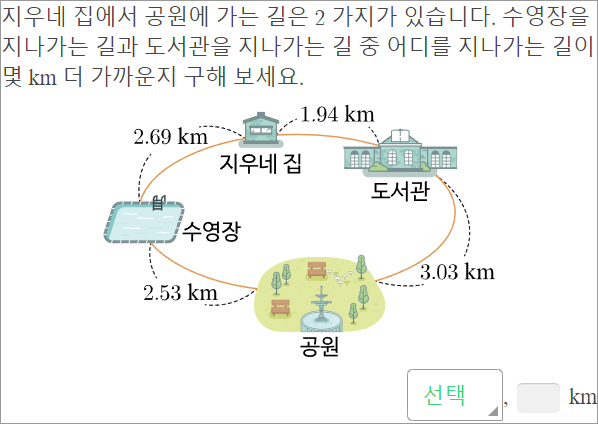 지우네 집에서 공원에 가는 길은 2 가지가 있습니다. 수영장을
지나가는 길과 도서관을 지나가는 길 중 어디를 지나가는 길이
몇 km 더 가까운지 구해 보세요.
1.94 km
2.69 km
지우네 집
도서관
수영장
3.03 km
2.53 km
공원
선택 , km